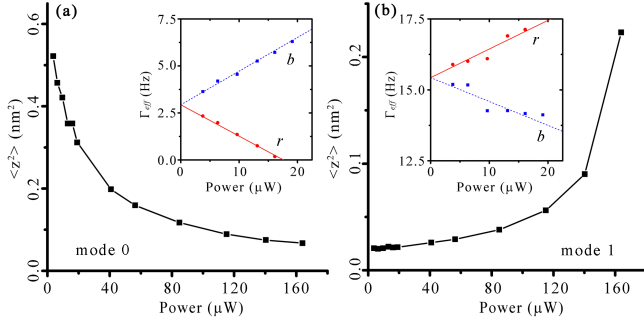 (a)
<z²> (nm²)
0.6
0.4
0.2
0.0
0 40 80 120 160
Power (μW)
mode 0
Γeff (Hz)
7.5
5.0
2.5
0.0
0 10 20
Power (μW)
b
r
(b)
<z²> (nm²)
0.2
0.1
0.0
0 40 80 120 160
Power (μW)
mode 1
Γeff (Hz)
17.5
15.0
12.5
0 10 20
Power (μW)
r
b